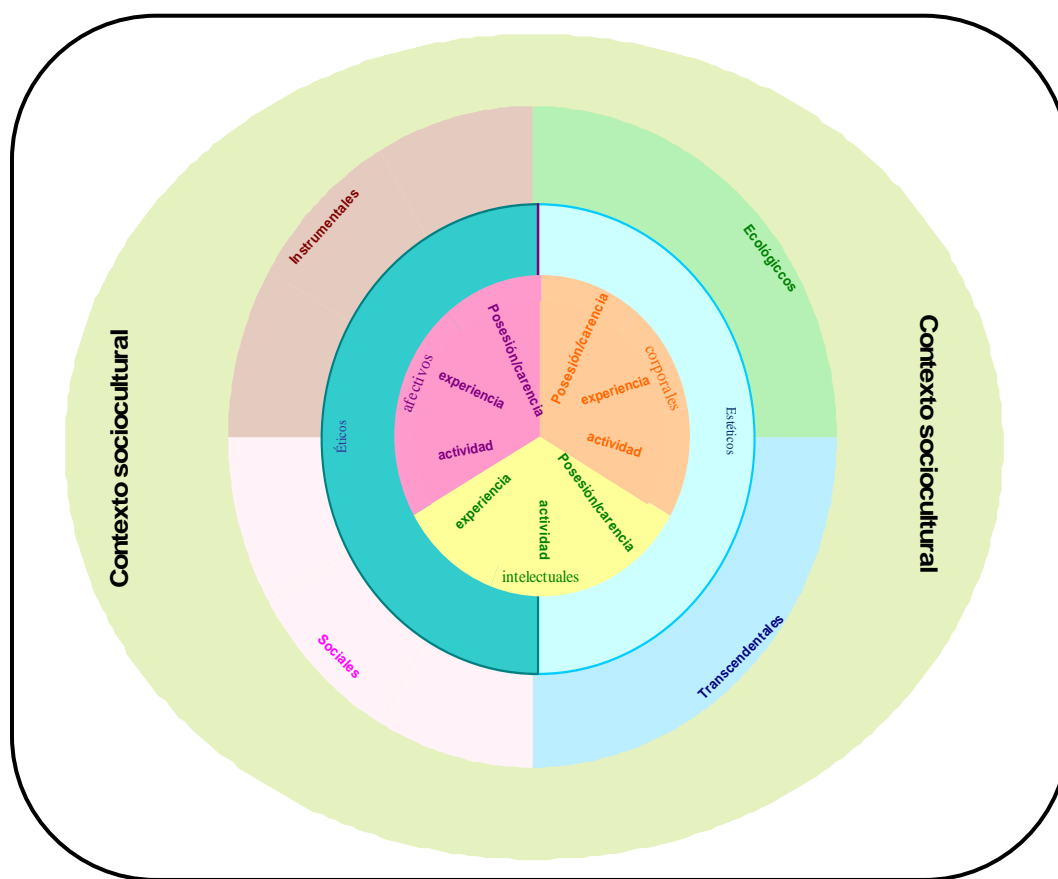 Instrumentales
Ecológiccos
Contexto sociocultural
Contexto sociocultural
Éticos
Estéticos
afectivos
Posesión/carencia
experiencia
actividad
corporales
Posesión/carencia
experiencia
actividad
experiencia
actividad
Posesión/carencia
intelectuales
Sociales
Transcendentales